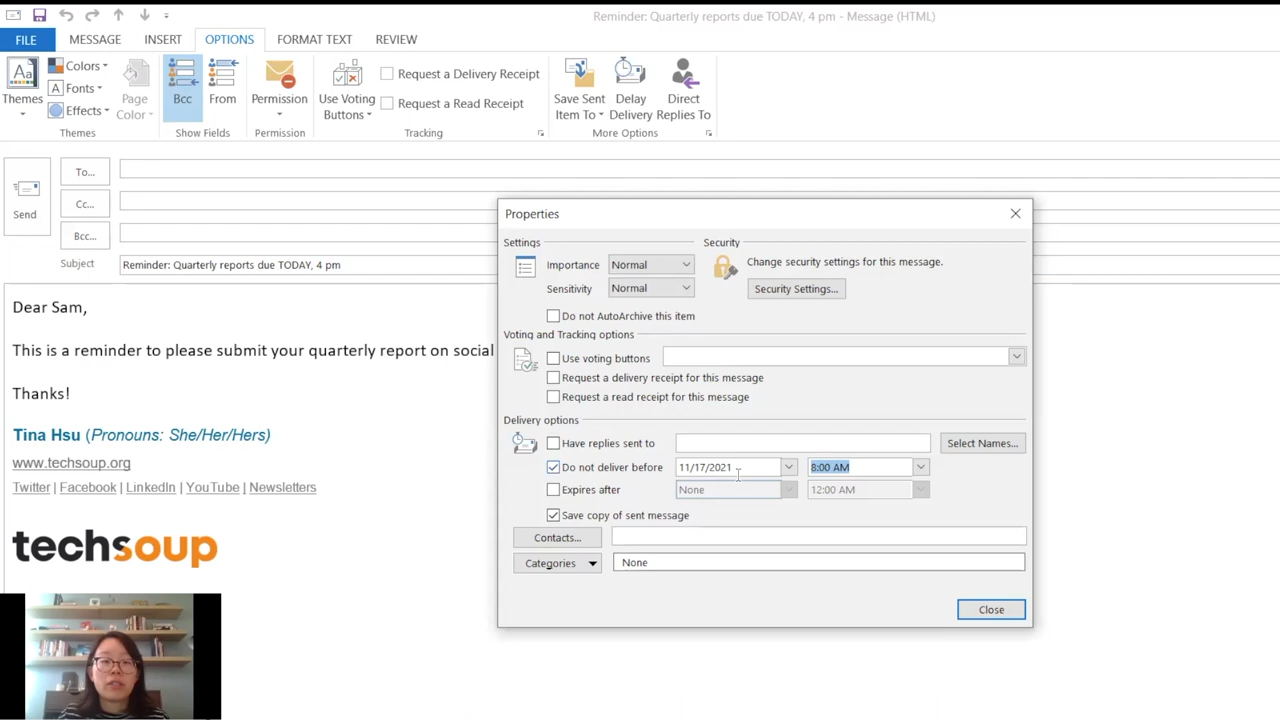 Reminder: Quarterly reports due TODAY, 4 pm - Message (HTML)
FILE MESSAGE INSERT OPTIONS FORMAT TEXT REVIEW
Aa Themes
Colors
Fonts
Effects
Page Color
Themes
Bcc From
Show Fields
Permission
Permission
Use Voting Buttons
Request a Delivery Receipt
Request a Read Receipt
Tracking
Save Sent Item To
Delay Delivery
Direct Replies To
More Options
Send
To...
Cc...
Bcc...
Subject Reminder: Quarterly reports due TODAY, 4 pm
Dear Sam,
This is a reminder to please submit your quarterly report on social
Thanks!
Tina Hsu (Pronouns: She/Her/Hers)
www.techsoup.org
Twitter | Facebook | LinkedIn | YouTube | Newsletters
techsoup
Properties
Settings Security
Importance Normal
Sensitivity Normal
Change security settings for this message.
Security Settings...
Do not AutoArchive this item
Voting and Tracking options
Use voting buttons
Request a delivery receipt for this message
Request a read receipt for this message
Delivery options
Have replies sent to Select Names...
Do not deliver before 11/17/2021 8:00 AM
Expires after None 12:00 AM
Save copy of sent message
Contacts...
Categories None
Close